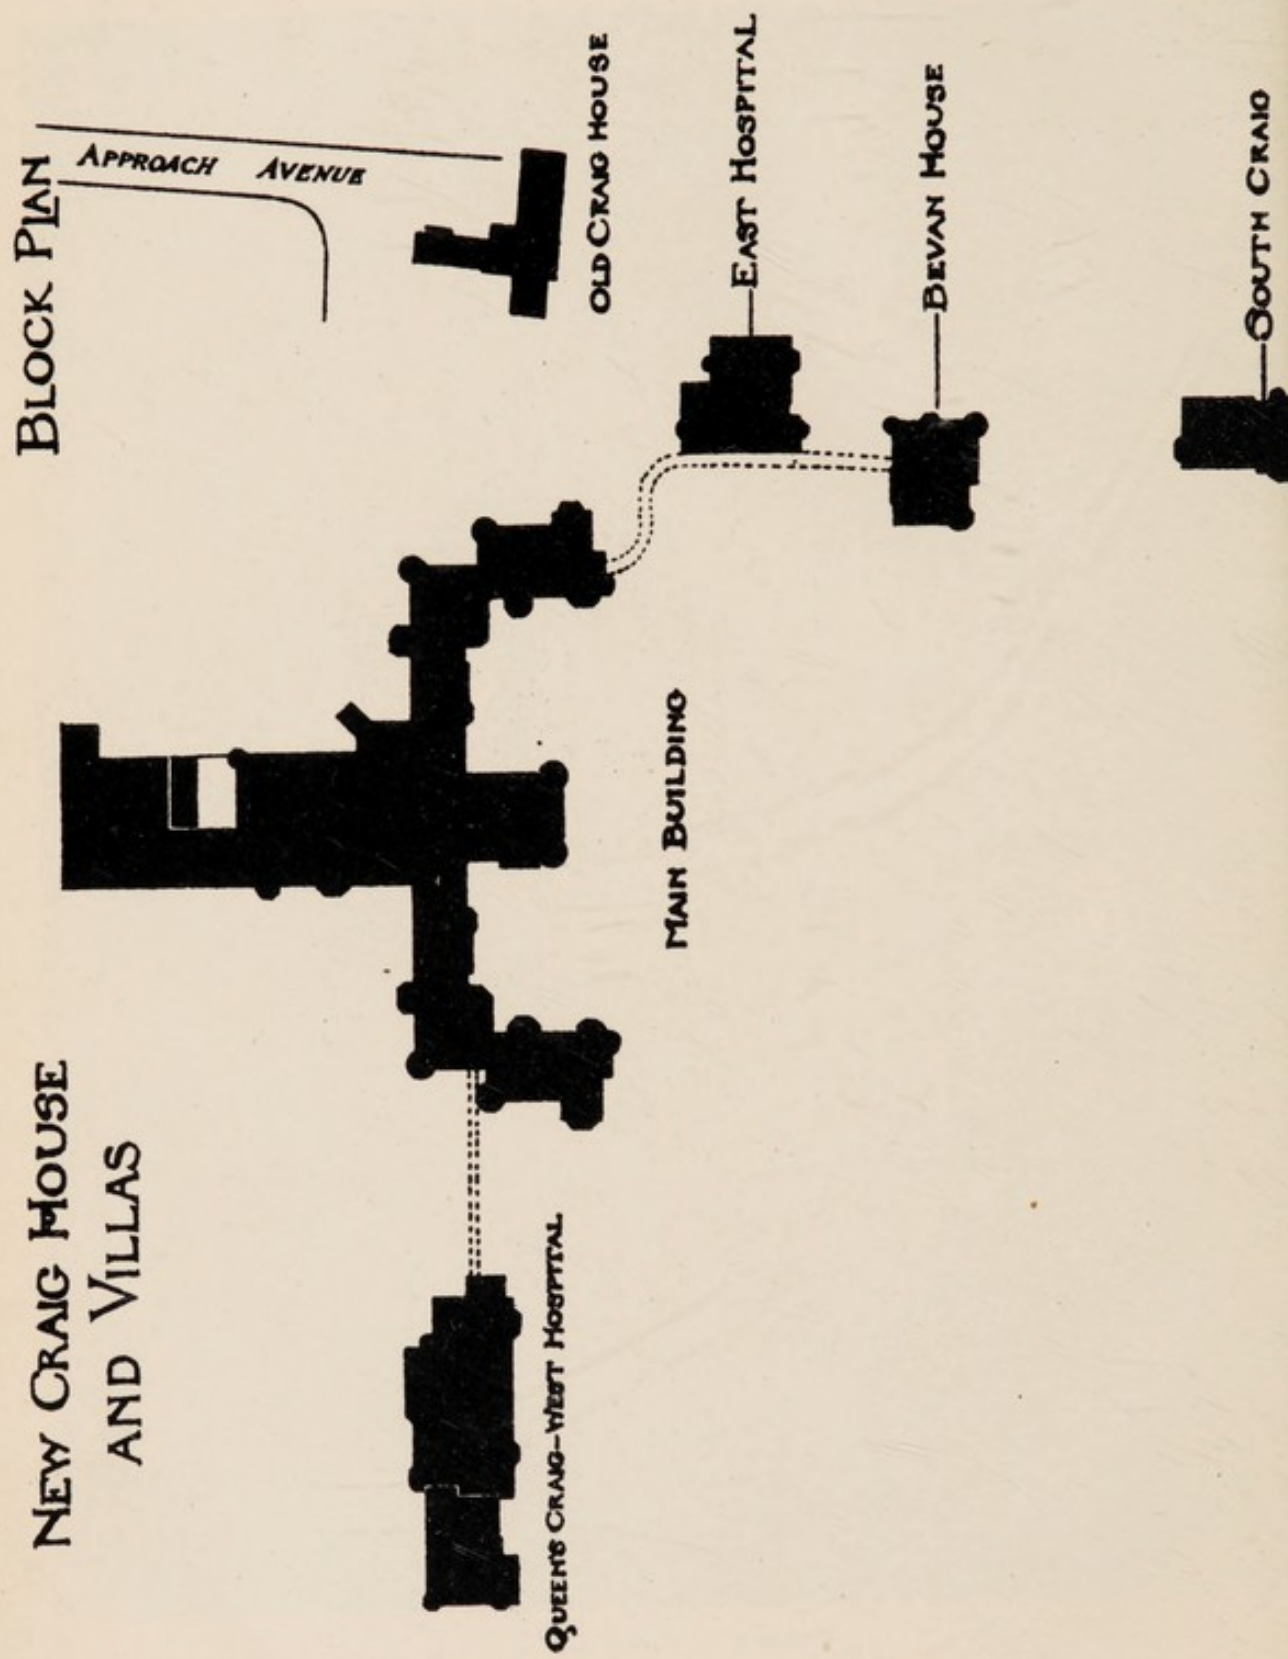 NEW CRAIG HOUSE
AND VILLAS
BLOCK PLAN
APPROACH AVENUE
OLD CRAIG HOUSE
EAST HOSPITAL
BEVAN HOUSE
SOUTH CRAIG
MAIN BUILDING
QUEEN'S CRAIG-WEST HOSPITAL